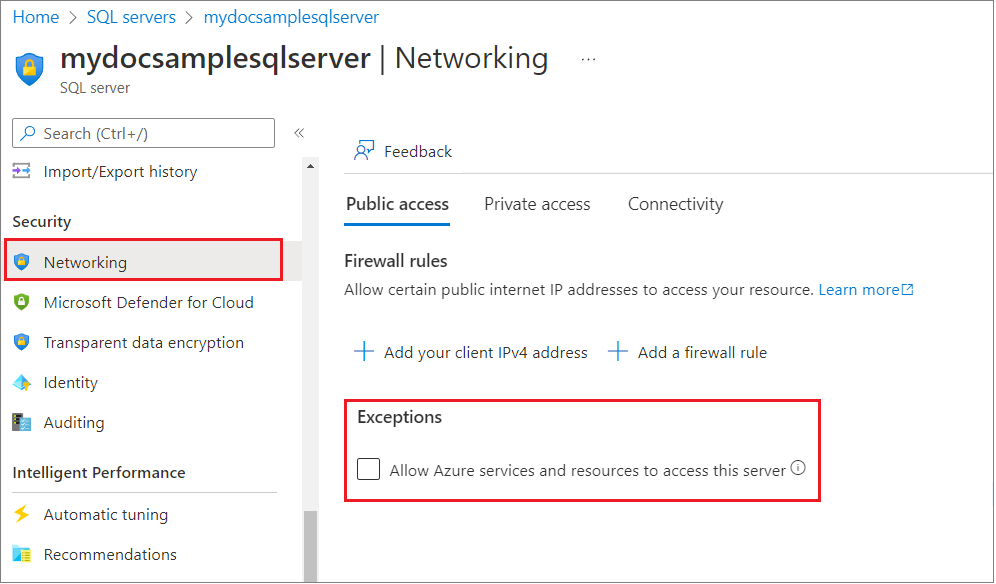 Home > SQL servers > mydocsamplesqlserver
mydocsamplesqlserver | Networking ...
SQL server
Search (Ctrl+/) «
Import/Export history
Security
Networking
Microsoft Defender for Cloud
Transparent data encryption
Identity
Auditing
Intelligent Performance
Automatic tuning
Recommendations
Feedback
Public access Private access Connectivity
Firewall rules
Allow certain public internet IP addresses to access your resource. Learn more
+ Add your client IPv4 address + Add a firewall rule
Exceptions
Allow Azure services and resources to access this server